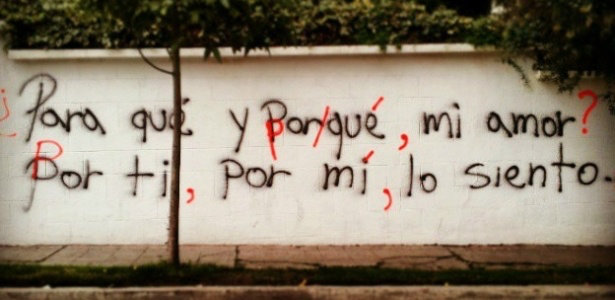 ¿Para qué y por qué, mi amor?
Por ti, por mí, lo siento.